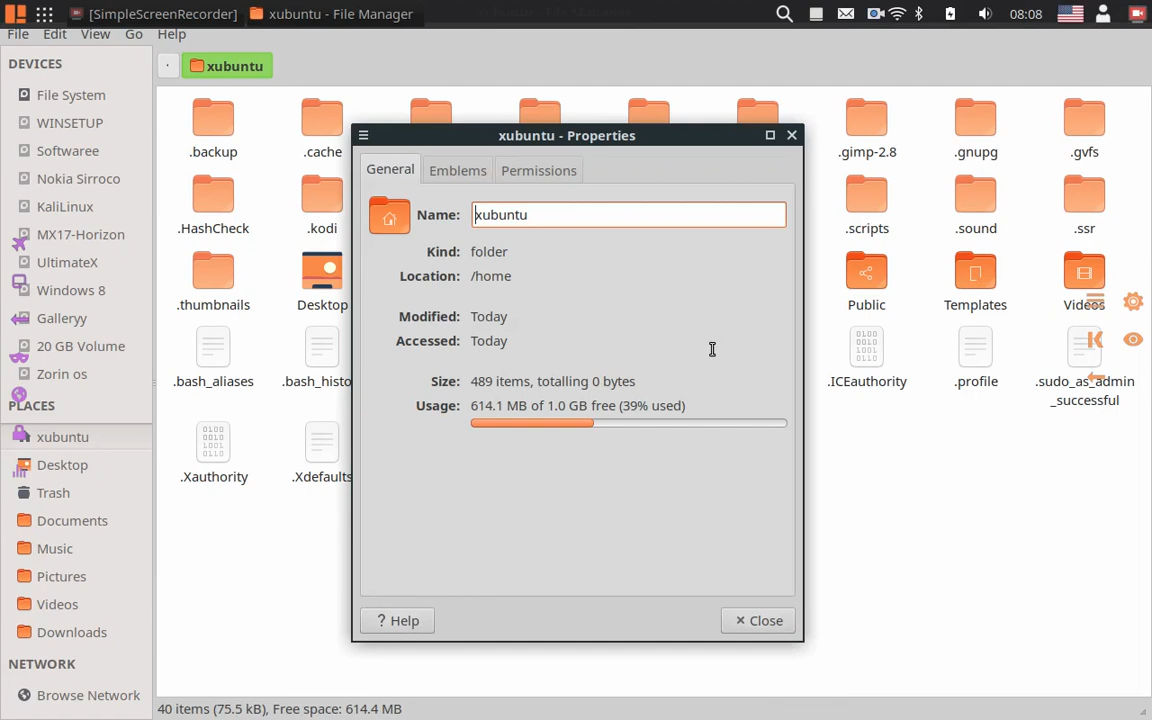 [SimpleScreenRecorder] xubuntu - File Manager 08:08
File Edit View Go Help
DEVICES
File System
WINSETUP
Softwaree
Nokia Sirroco
KaliLinux
MX17-Horizon
UltimateX
Windows 8
Galleryy
20 GB Volume
Zorin os
PLACES
xubuntu
Desktop
Trash
Documents
Music
Pictures
Videos
Downloads
NETWORK
Browse Network
xubuntu
.backup .cache .gimp-2.8 .gnupg .gvfs
.HashCheck .kodi .scripts .sound .ssr
.thumbnails Desktop Public Templates Videos
.bash_aliases .bash_histo .ICEauthority .profile .sudo_as_admin
_successful
.Xauthority .Xdefaults
xubuntu - Properties
General Emblems Permissions
Name: xubuntu
Kind: folder
Location: /home
Modified: Today
Accessed: Today
Size: 489 items, totalling 0 bytes
Usage: 614.1 MB of 1.0 GB free (39% used)
? Help × Close
40 items (75.5 kB), Free space: 614.4 MB